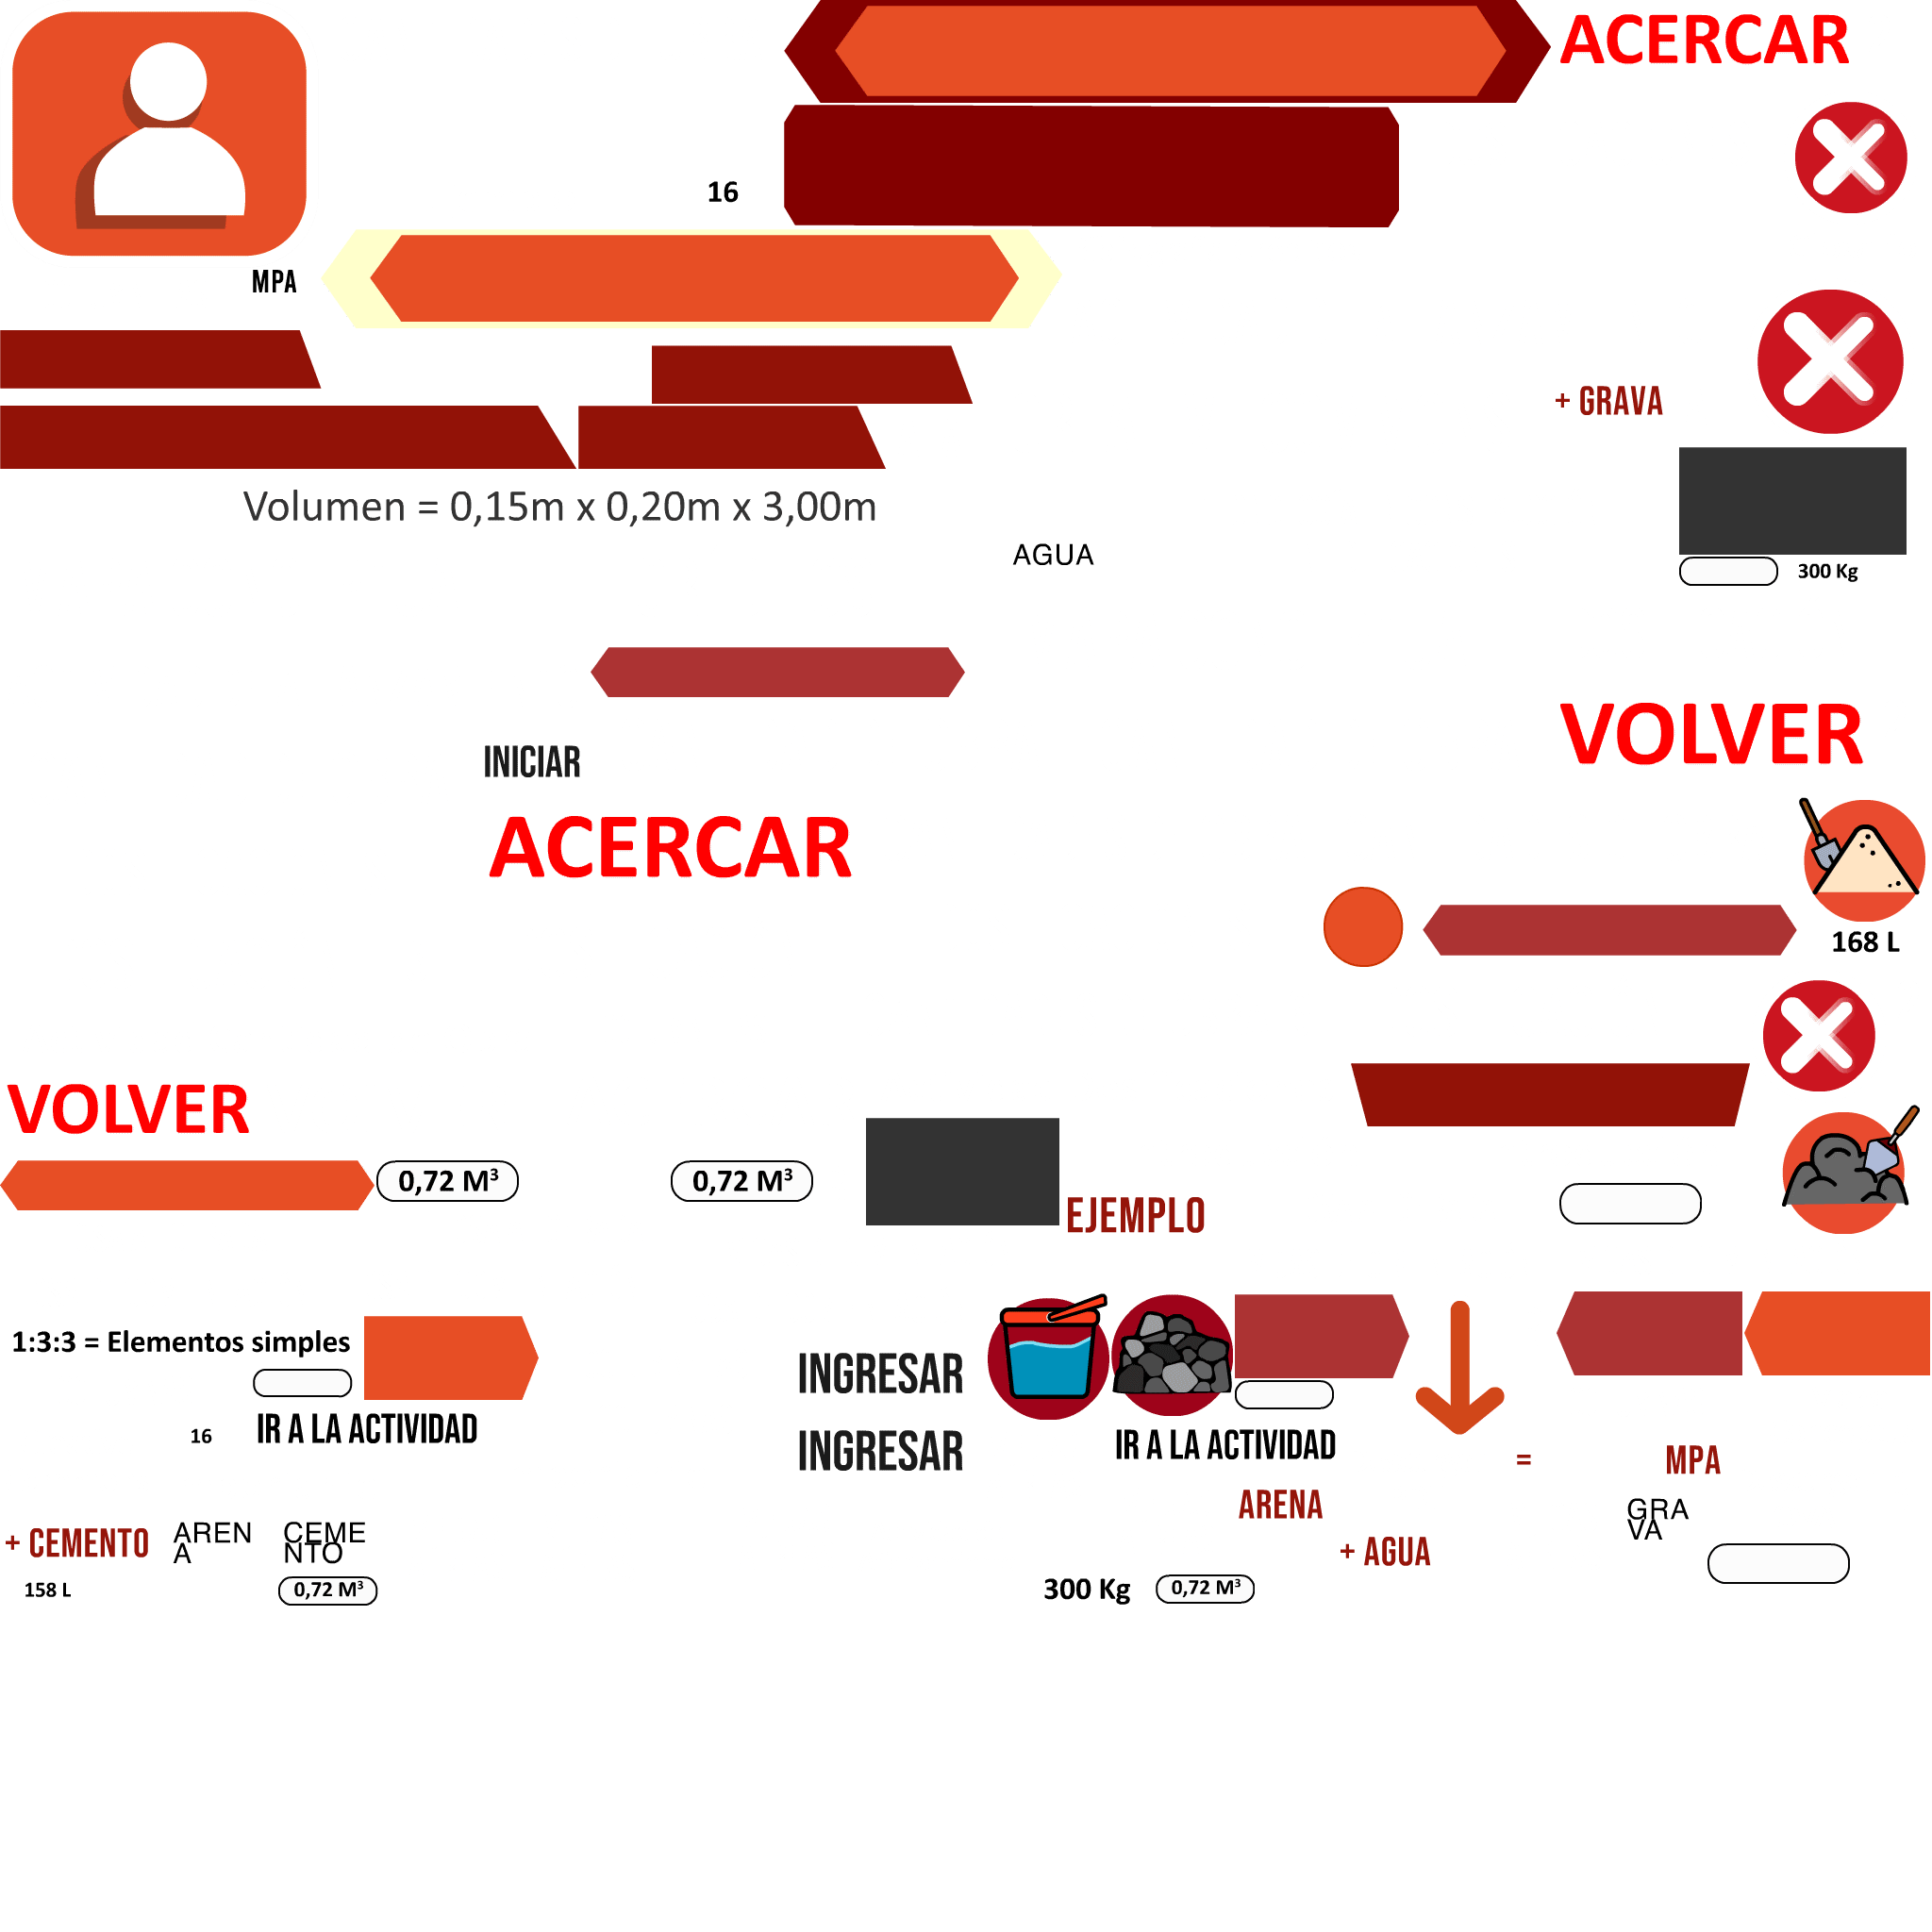 ACERCAR
16
MPA
+ GRAVA
Volumen = 0,15m x 0,20m x 3,00m
AGUA
300 Kg
VOLVER
INICIAR
ACERCAR
168 L
VOLVER
0,72 M³
0,72 M³
EJEMPLO
1:3:3 = Elementos simples
INGRESAR
16
IR A LA ACTIVIDAD
INGRESAR
IR A LA ACTIVIDAD
=
MPA
ARENA
GRA
VA
+ CEMENTO
AREN
A
CEME
NTO
+ AGUA
158 L
0,72 M³
300 Kg
0,72 M³